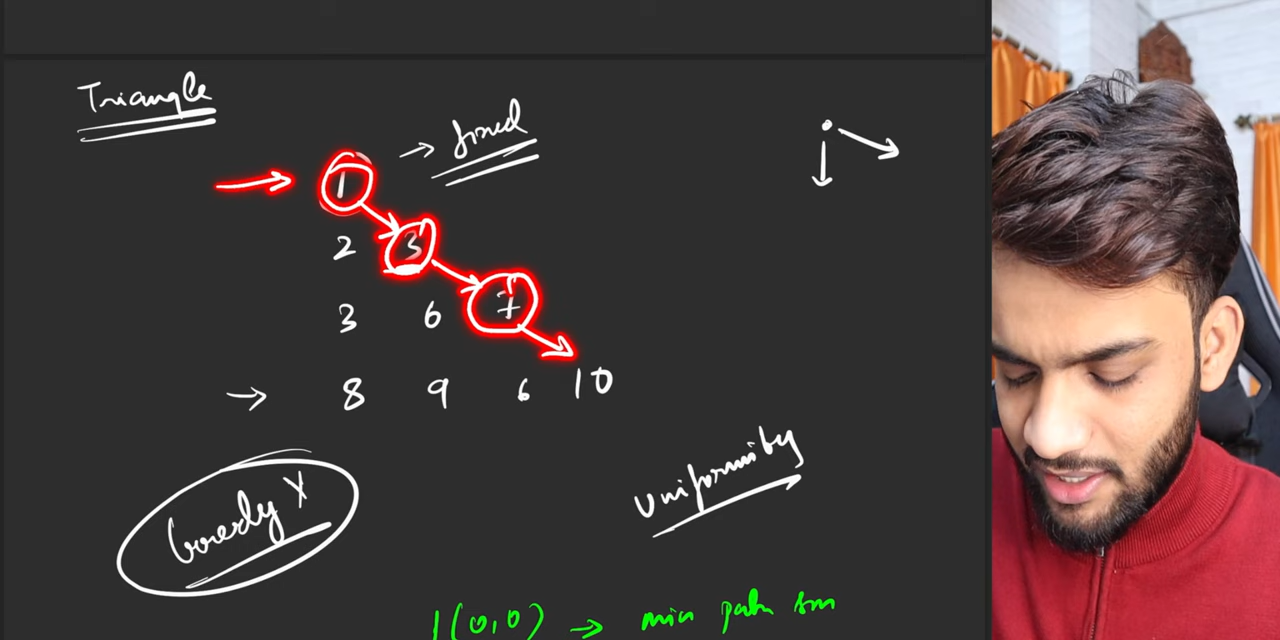 Triangle
→ fixed
→ 1
2 3
3 6 7
→ 8 9 6 10
Greedy X
Uniformity
f(0,0) → min path sum